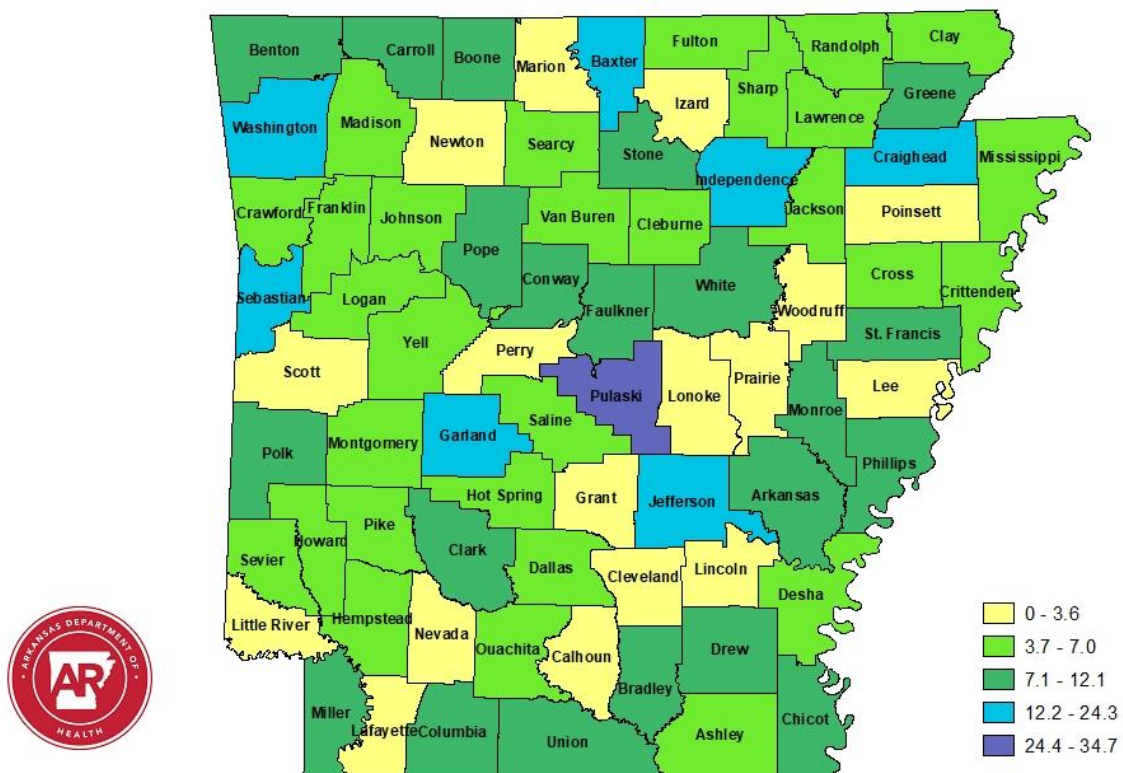 Benton
Carroll
Boone
Marion
Baxter
Fulton
Randolph
Clay
Izard
Sharp
Greene
Lawrence
Washington
Madison
Newton
Searcy
Stone
Independence
Craighead
Mississippi
Crawford
Franklin
Johnson
Van Buren
Cleburne
Jackson
Poinsett
Pope
Conway
White
Cross
Crittenden
Sebastian
Logan
Faulkner
Woodruff
St. Francis
Yell
Perry
Scott
Pulaski
Lonoke
Prairie
Lee
Monroe
Saline
Garland
Montgomery
Polk
Phillips
Hot Spring
Grant
Jefferson
Arkansas
Pike
Howard
Clark
Sevier
Dallas
Cleveland
Lincoln
Desha
Little River
Hempstead
Nevada
Ouachita
Calhoun
Drew
Bradley
Miller
Lafayette
Columbia
Union
Ashley
Chicot
0 - 3.6
3.7 - 7.0
7.1 - 12.1
12.2 - 24.3
24.4 - 34.7
ARKANSAS DEPARTMENT OF
AR
HEALTH